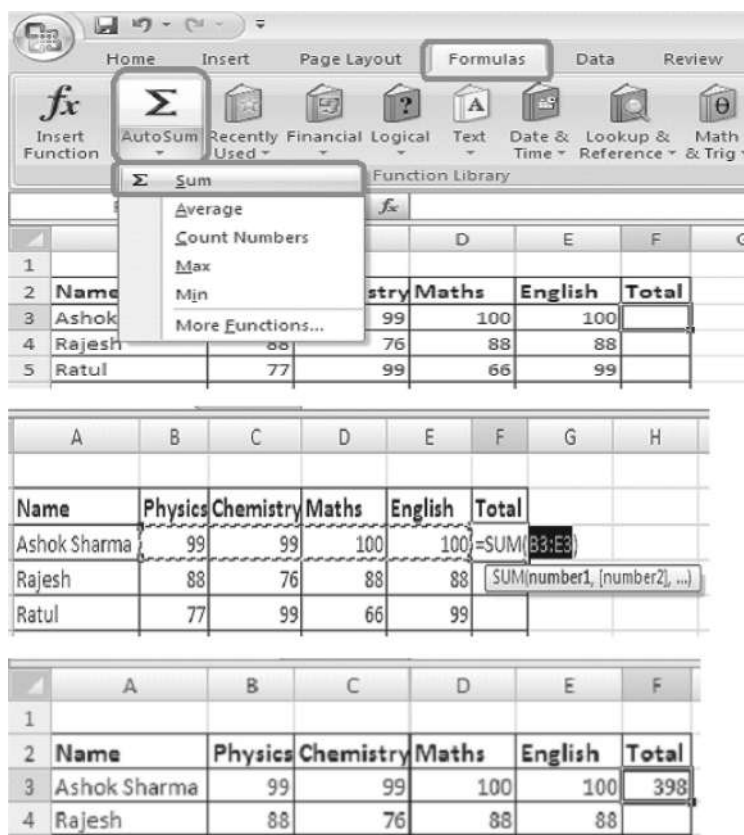 Home Insert Page Layout Formulas Data Review
fx Σ ? A θ
Insert AutoSum Recently Financial Logical Text Date & Lookup & Math
Function Used Time Reference & Trig
Σ Sum Function Library
Average fx
Count Numbers D E F
1 Max
2 Name Min stry Maths English Total
3 Ashok 99 100 100
More Functions...
4 Rajesh 88 76 88 88
5 Ratul 77 99 66 99
A B C D E F G H
Name Physics Chemistry Maths English Total
Ashok Sharma 99 99 100 100 =SUM(B3:E3)
Rajesh 88 76 88 88 SUM(number1, [number2], ...)
Ratul 77 99 66 99
A B C D E F
1
2 Name Physics Chemistry Maths English Total
3 Ashok Sharma 99 99 100 100 398
4 Rajesh 88 76 88 88